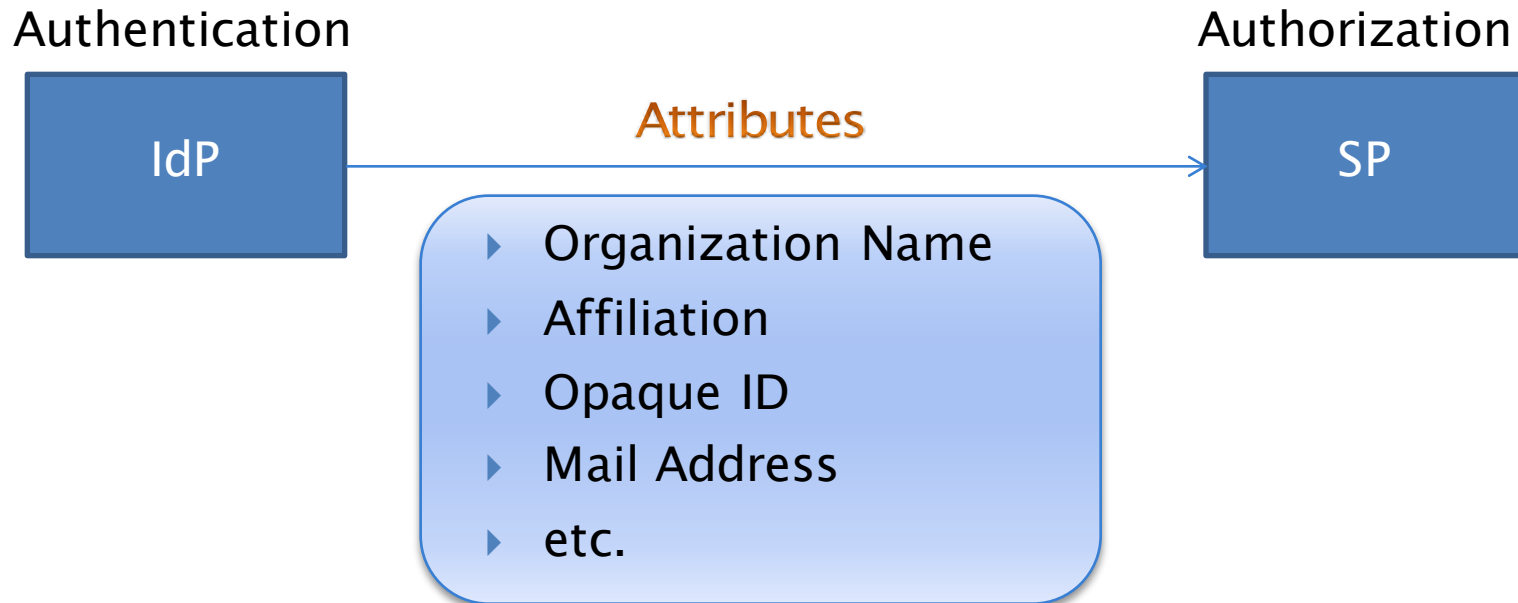 Authentication
Authorization
IdP
Attributes
SP
Organization Name
Affiliation
Opaque ID
Mail Address
etc.